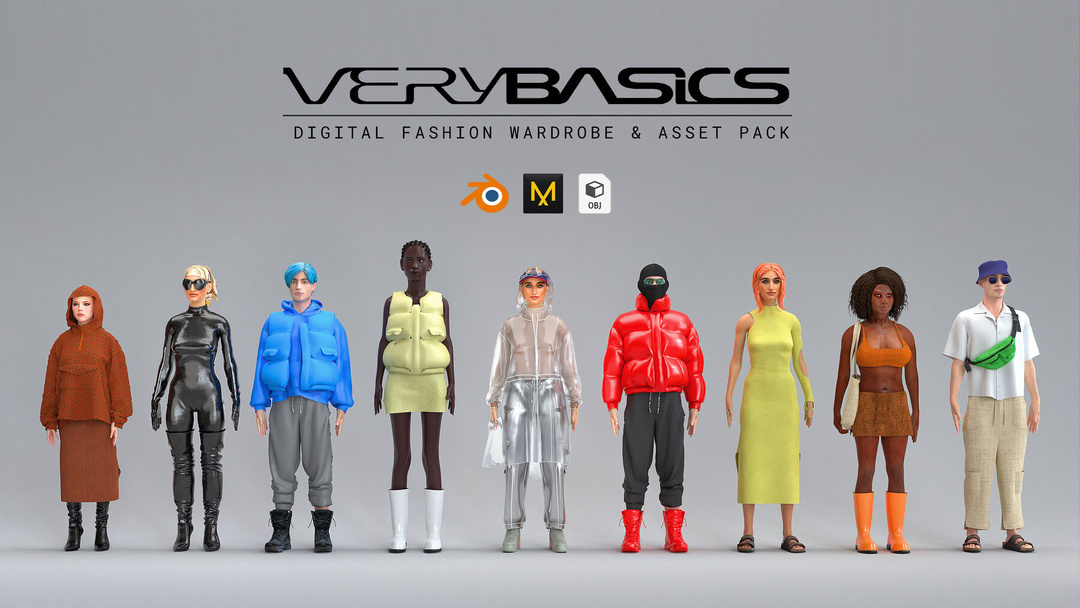 VERYBASiCS
DIGITAL FASHION WARDROBE & ASSET PACK
OBJ